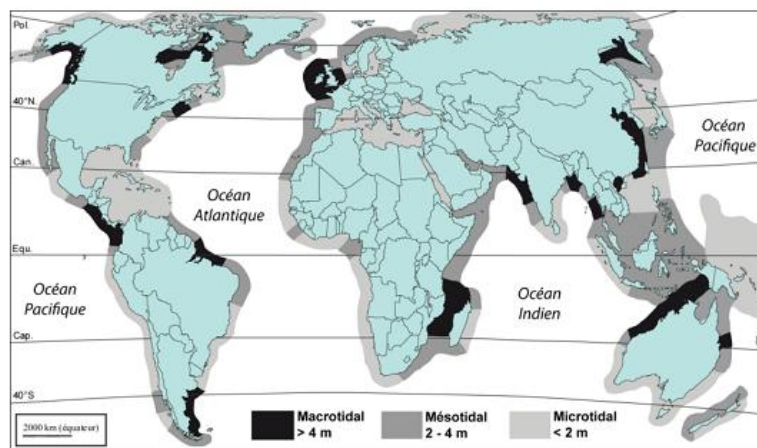 Pol.
40°N.
Océan
Pacifique
Can.
Océan
Atlantique
Equ.
Océan
Pacifique
Océan
Indien
Cap.
40°S
2000 km (équateur)
Macrotidal
> 4 m
Mésotidal
2 - 4 m
Microtidal
< 2 m